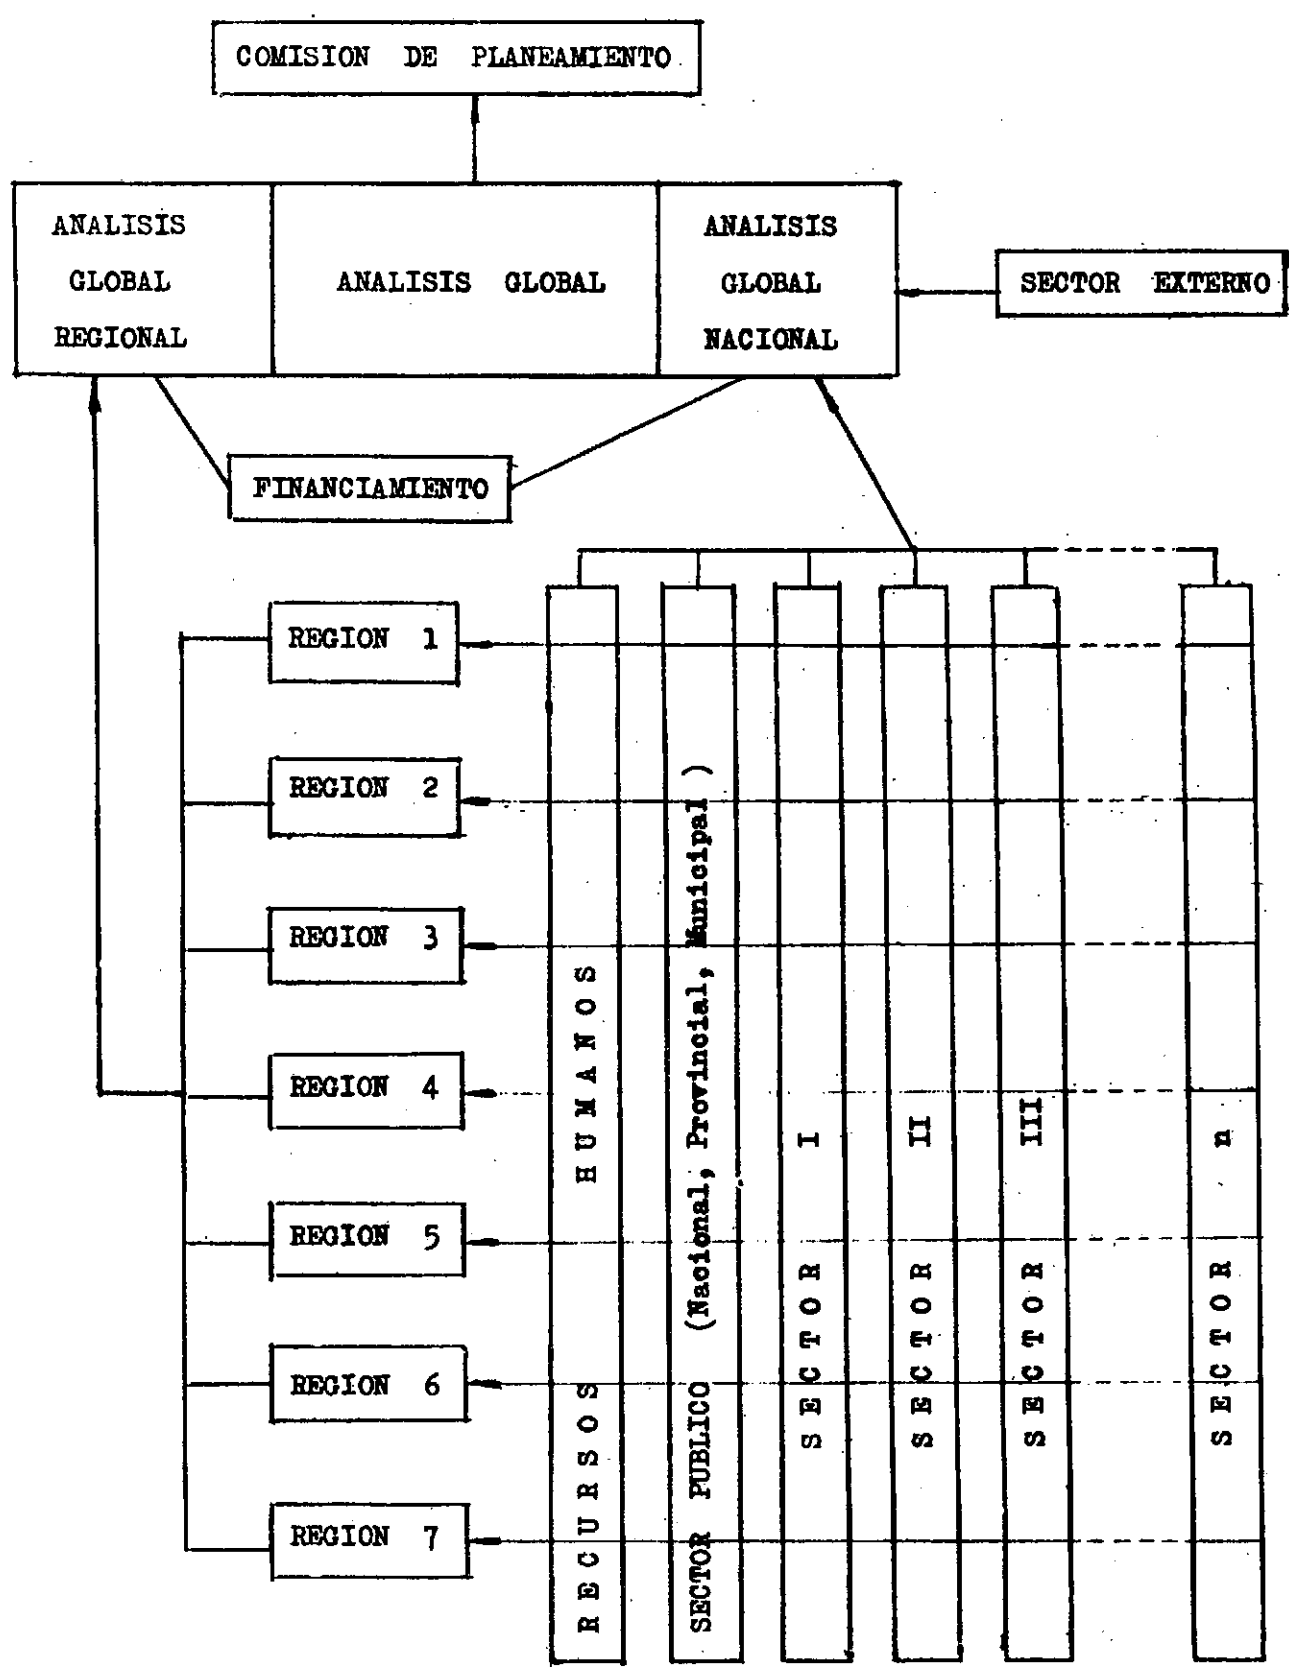 COMISION DE PLANEAMIENTO
ANALISIS
GLOBAL
REGIONAL
ANALISIS GLOBAL
ANALISIS
GLOBAL
NACIONAL
SECTOR EXTERNO
FINANCIAMIENTO
REGION 1
REGION 2
REGION 3
REGION 4
REGION 5
REGION 6
REGION 7
RECURSOS HUMANOS
SECTOR PUBLICO (Nacional, Provincial, Municipal )
SECTOR I
SECTOR II
SECTOR III
SECTOR n